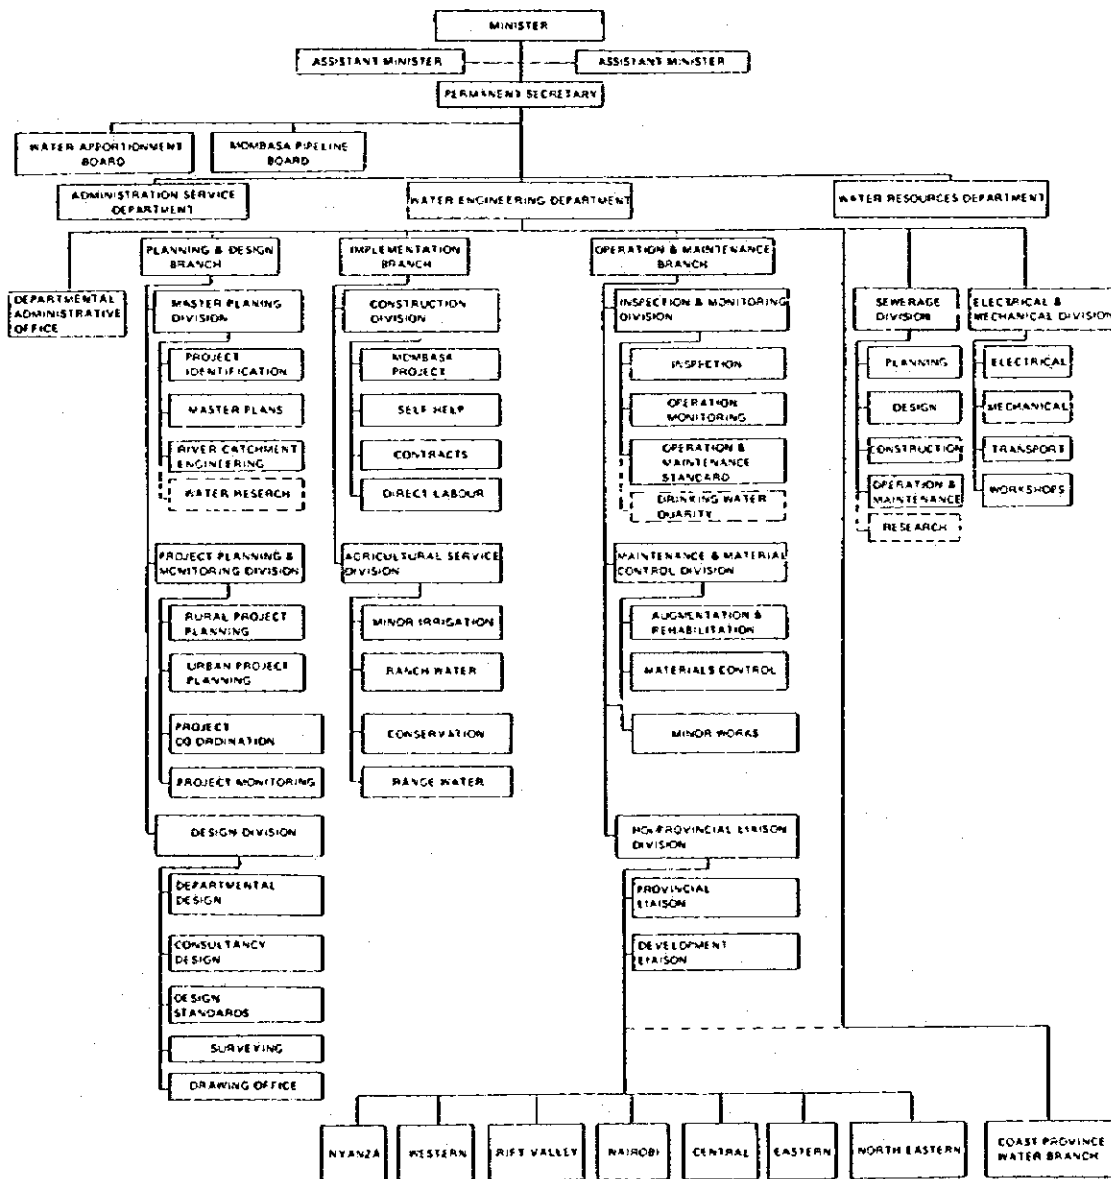 MINISTER
ASSISTANT MINISTER
ASSISTANT MINISTER
PERMANENT SECRETARY
WATER APPORTIONMENT
BOARD
MOMBASA PIPELINE
BOARD
ADMINISTRATION SERVICE
DEPARTMENT
WATER ENGINEERING DEPARTMENT
WATER RESOURCES DEPARTMENT
DEPARTMENTAL
ADMINISTRATIVE
OFFICE
PLANNING & DESIGN
BRANCH
MASTER PLANING
DIVISION
PROJECT
IDENTIFICATION
MASTER PLANS
RIVER CATCHMENT
ENGINEERING
WATER RESERCH
PROJECT PLANNING &
MONITORING DIVISION
RURAL PROJECT
PLANNING
URBAN PROJECT
PLANNING
PROJECT
CO ORDINATION
PROJECT MONITORING
DESIGN DIVISION
DEPARTMENTAL
DESIGN
CONSULTANCY
DESIGN
DESIGN
STANDARDS
SURVEYING
DRAWING OFFICE
IMPLEMENTATION
BRANCH
CONSTRUCTION
DIVISION
MOMBASA
PROJECT
SELF HELP
CONTRACTS
DIRECT LABOUR
AGRICULTURAL SERVICE
DIVISION
MINOR IRRIGATION
RANCH WATER
CONSERVATION
RANGE WATER
OPERATION & MAINTENANCE
BRANCH
INSPECTION & MONITORING
DIVISION
INSPECTION
OPERATION
MONITORING
OPERATION &
MAINTENANCE
STANDARD
DRINKING WATER
QUARITY
MAINTENANCE & MATERIAL
CONTROL DIVISION
AUGMENTATION &
REHABILITATION
MATERIALS CONTROL
MINOR WORKS
HQ/PROVINCIAL LIAISON
DIVISION
PROVINCIAL
LIAISON
DEVELOPMENT
LIAISON
SEWERAGE
DIVISION
PLANNING
DESIGN
CONSTRUCTION
OPERATION &
MAINTENANCE
RESEARCH
ELECTRICAL &
MECHANICAL DIVISION
ELECTRICAL
MECHANICAL
TRANSPORT
WORKSHOPS
NYANZA
WESTERN
RIFT VALLEY
NAIROBI
CENTRAL
EASTERN
NORTH EASTERN
COAST PROVINCE
WATER BRANCH